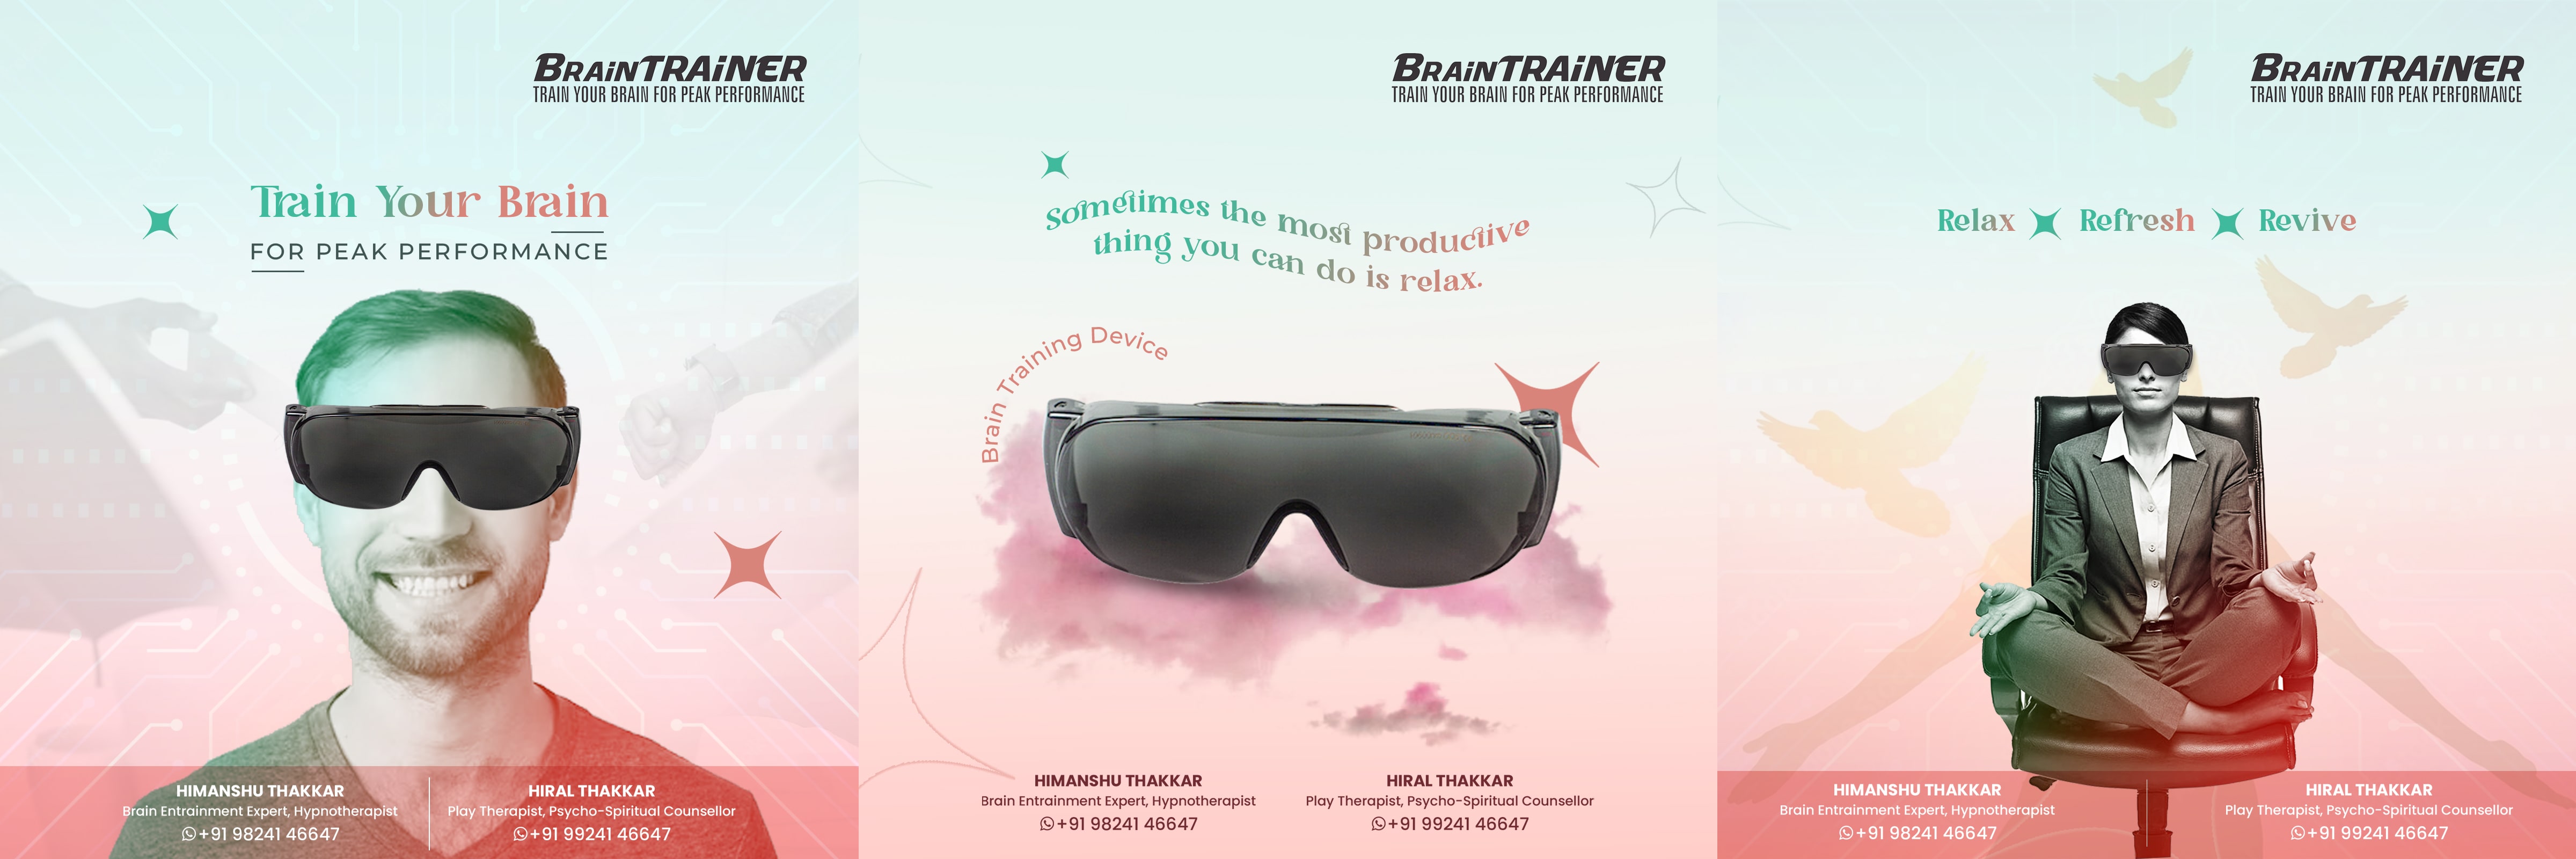 BRAiNTRAiNER
TRAIN YOUR BRAIN FOR PEAK PERFORMANCE
Train Your Brain
FOR PEAK PERFORMANCE
HIMANSHU THAKKAR
Brain Entrainment Expert, Hypnotherapist
+91 98241 46647
HIRAL THAKKAR
Play Therapist, Psycho-Spiritual Counsellor
+91 99241 46647
BRAiNTRAiNER
TRAIN YOUR BRAIN FOR PEAK PERFORMANCE
Sometimes the most productive
thing you can do is relax.
Brain Training Device
HIMANSHU THAKKAR
Brain Entrainment Expert, Hypnotherapist
+91 98241 46647
HIRAL THAKKAR
Play Therapist, Psycho-Spiritual Counsellor
+91 99241 46647
BRAiNTRAiNER
TRAIN YOUR BRAIN FOR PEAK PERFORMANCE
Relax Refresh Revive
HIMANSHU THAKKAR
Brain Entrainment Expert, Hypnotherapist
+91 98241 46647
HIRAL THAKKAR
Play Therapist, Psycho-Spiritual Counsellor
+91 99241 46647